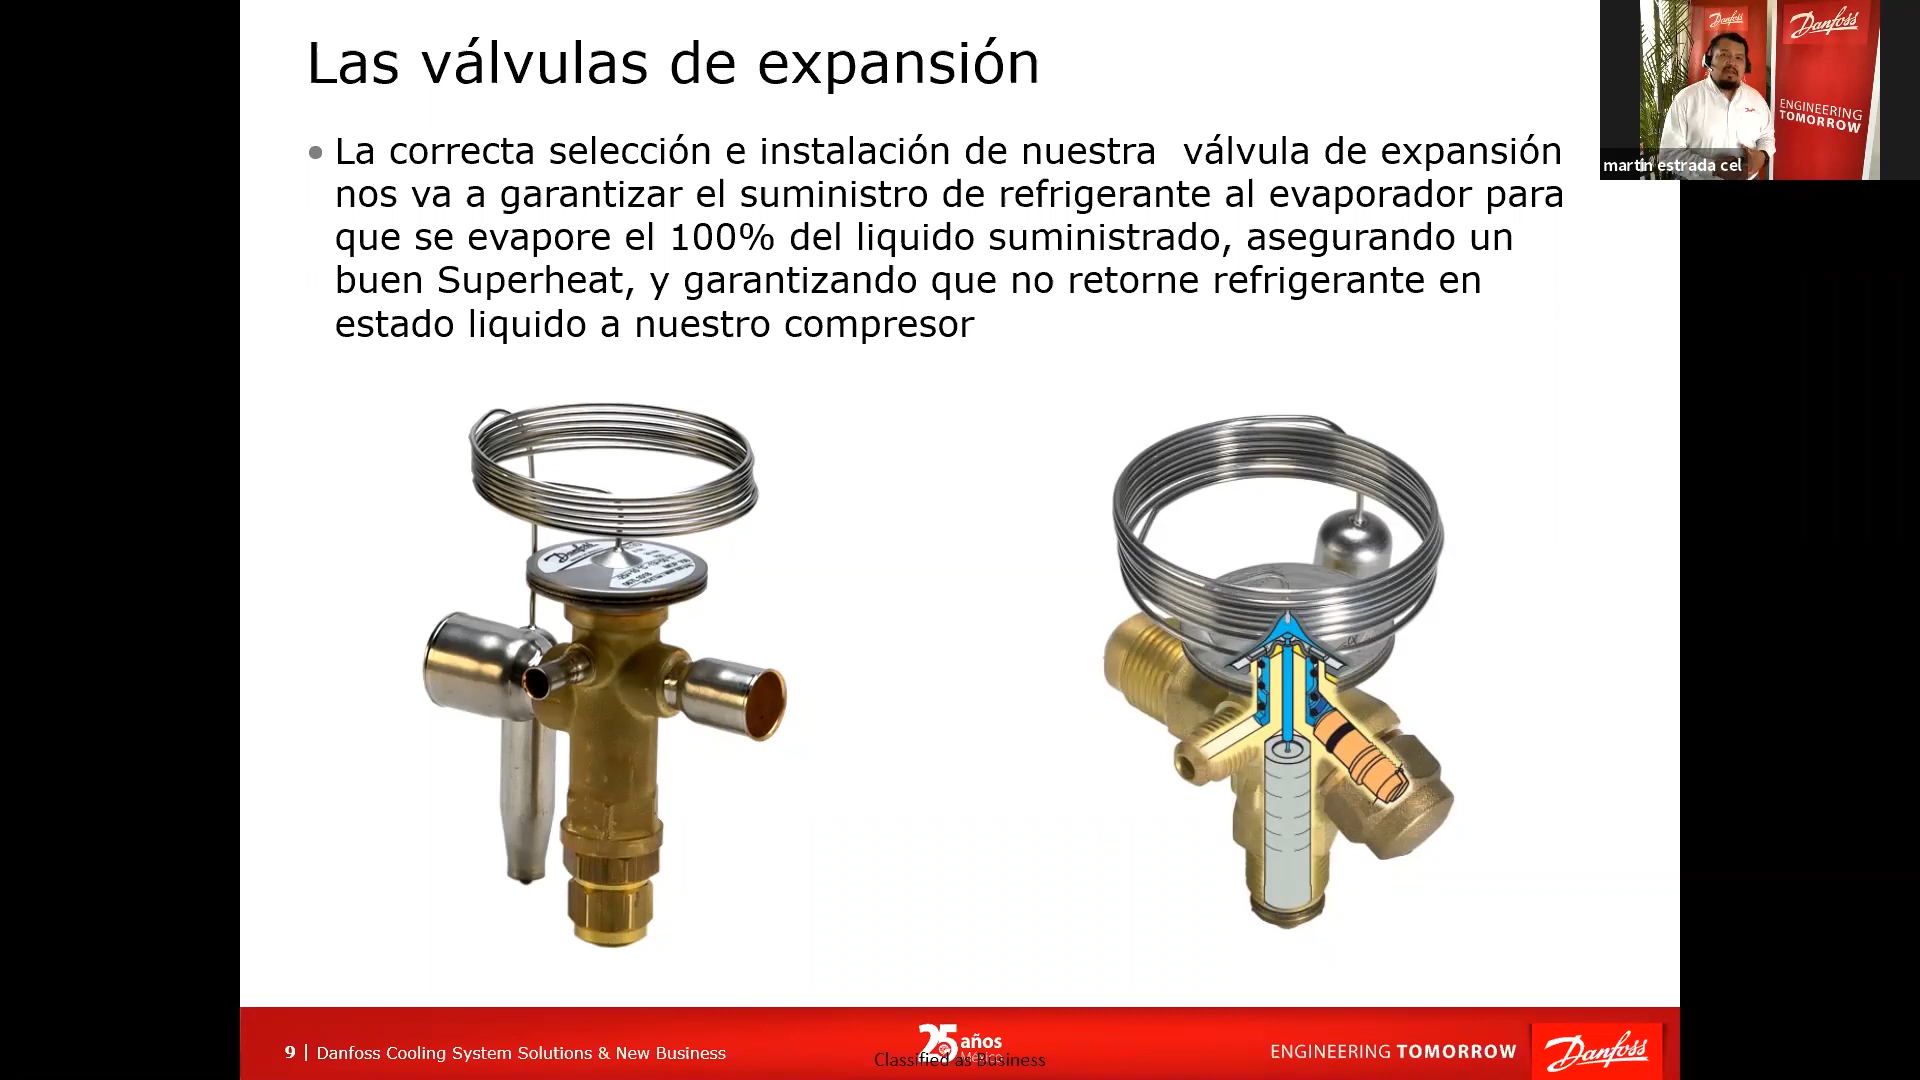 Las válvulas de expansión
La correcta selección e instalación de nuestra válvula de expansión
nos va a garantizar el suministro de refrigerante al evaporador para
que se evapore el 100% del liquido suministrado, asegurando un
buen Superheat, y garantizando que no retorne refrigerante en
estado liquido a nuestro compresor
Danfoss
Danfoss
ENGINEERING
TOMORROW
martin estrada cel
Danfoss
9 | Danfoss Cooling System Solutions & New Business
25 años
México
Classified as Business
ENGINEERING TOMORROW
Danfoss